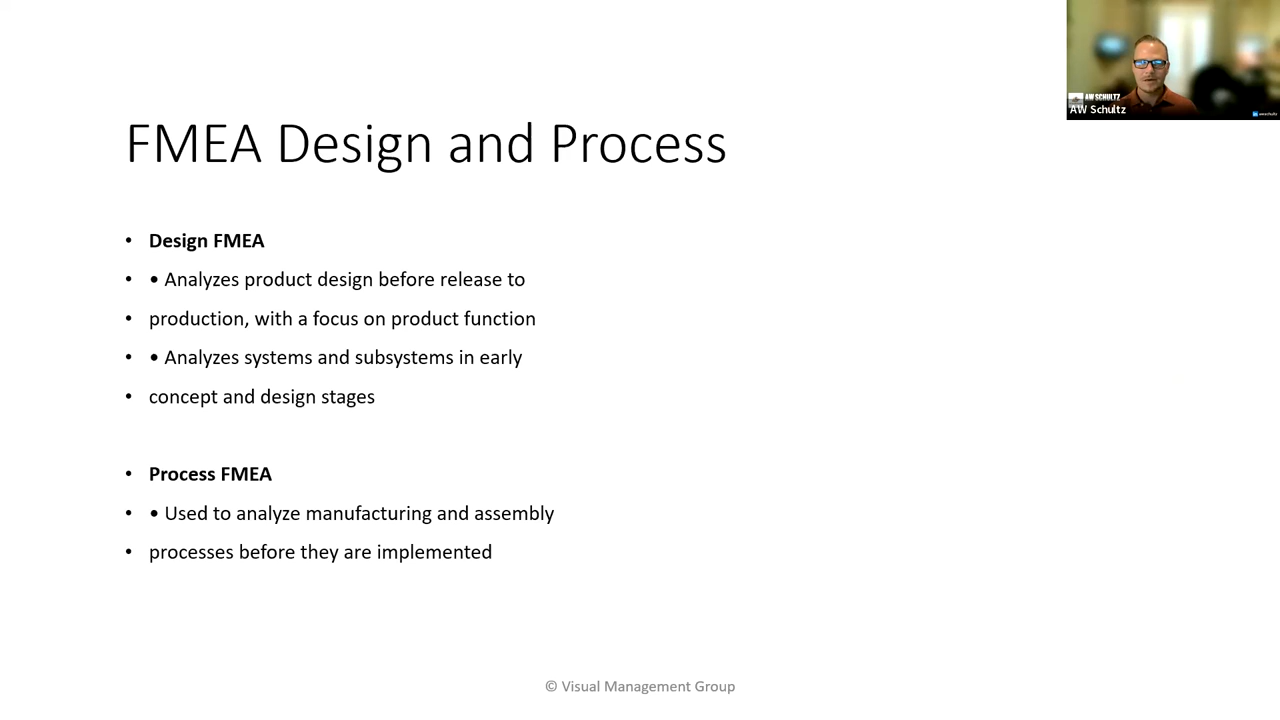 AW SCHULTZ
AW Schultz
FMEA Design and Process
• Design FMEA
• • Analyzes product design before release to
• production, with a focus on product function
• • Analyzes systems and subsystems in early
• concept and design stages
• Process FMEA
• • Used to analyze manufacturing and assembly
• processes before they are implemented
© Visual Management Group